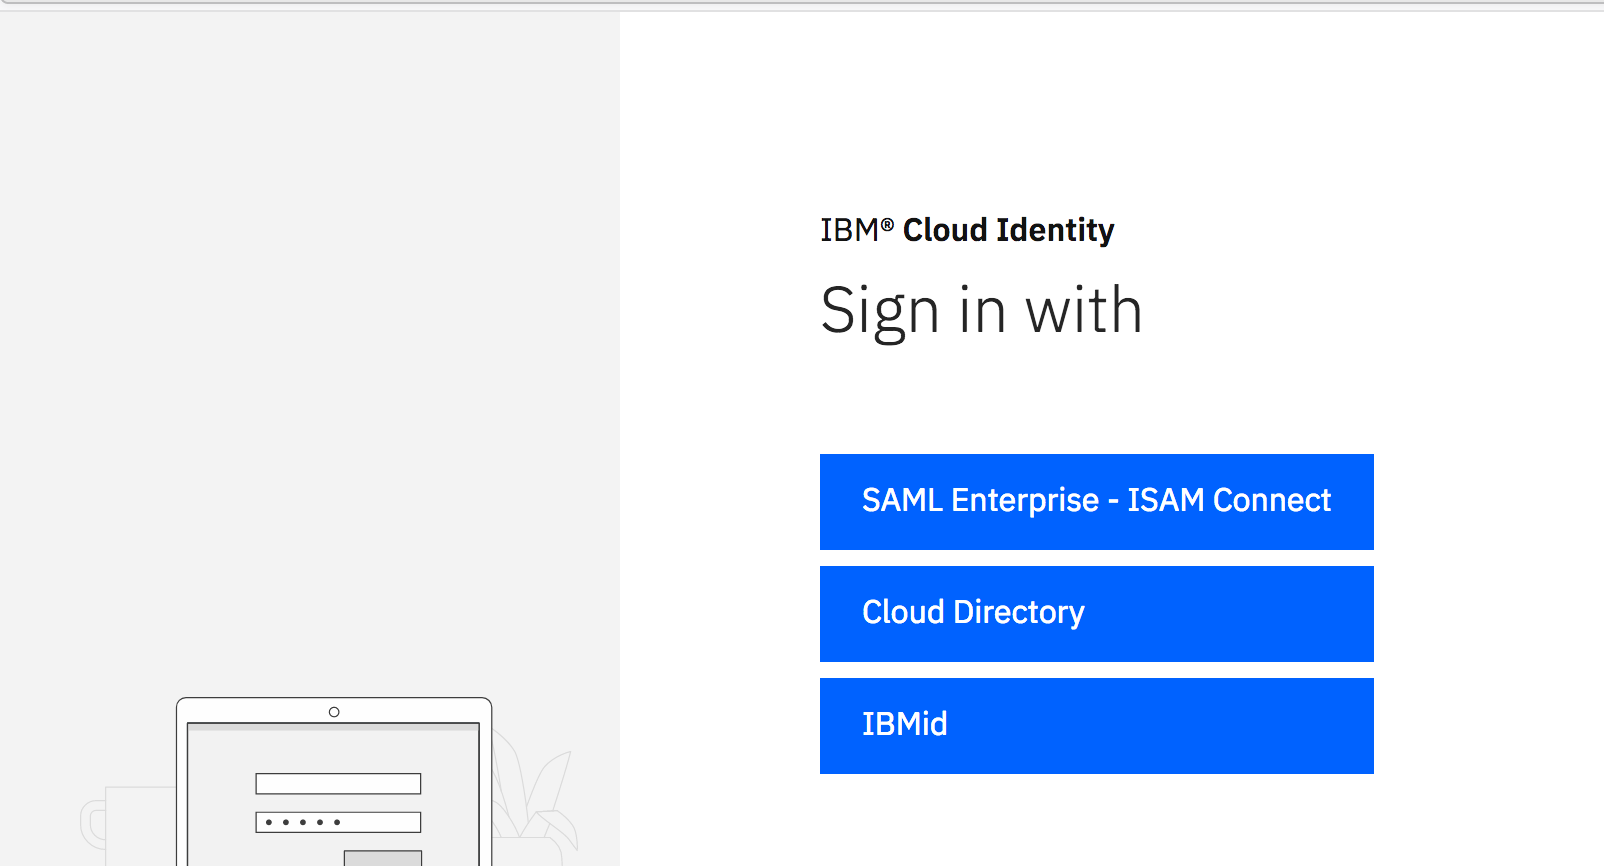 IBM® Cloud Identity
Sign in with
SAML Enterprise - ISAM Connect
Cloud Directory
IBMid